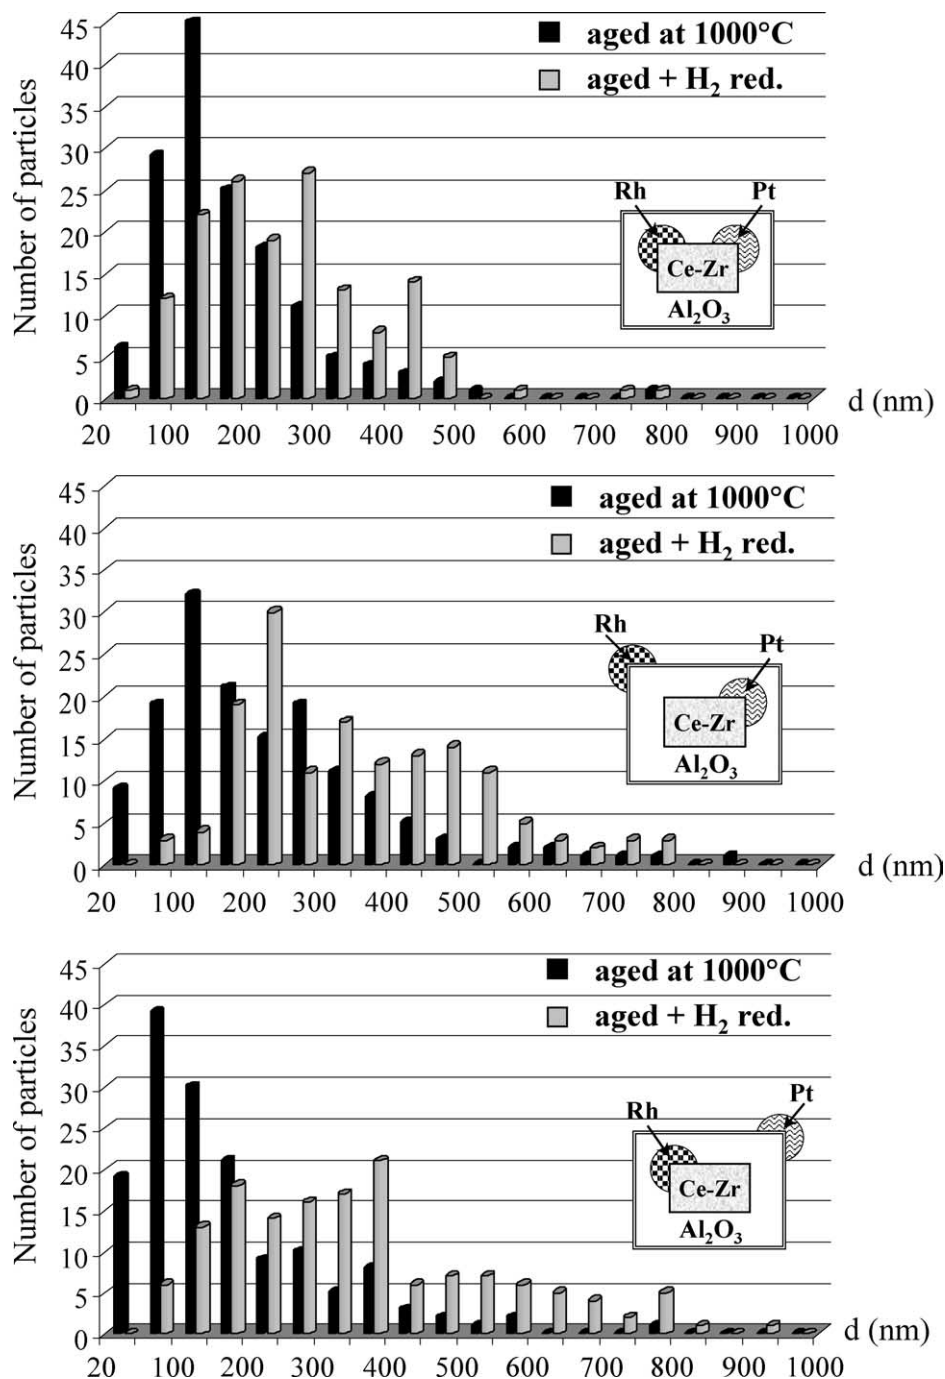 45
40
35
30
25
20
15
10
5
0
Number of particles
aged at 1000°C
aged + H₂ red.
Rh
Pt
Ce-Zr
Al₂O₃
20 100 200 300 400 500 600 700 800 900 1000
d (nm)
45
40
35
30
25
20
15
10
5
0
Number of particles
aged at 1000°C
aged + H₂ red.
Rh
Pt
Ce-Zr
Al₂O₃
20 100 200 300 400 500 600 700 800 900 1000
d (nm)
45
40
35
30
25
20
15
10
5
0
Number of particles
aged at 1000°C
aged + H₂ red.
Pt
Rh
Ce-Zr
Al₂O₃
20 100 200 300 400 500 600 700 800 900 1000
d (nm)